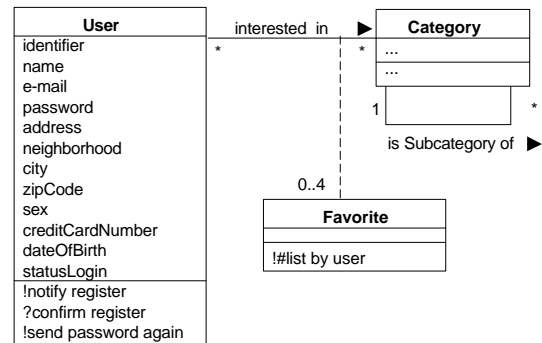 User
identifier
name
e-mail
password
address
neighborhood
city
zipCode
sex
creditCardNumber
dateOfBirth
statusLogin
!notify register
?confirm register
!send password again
interested in ▶
*
*
Category
...
...
1
*
is Subcategory of ▶
0..4
Favorite
!#list by user